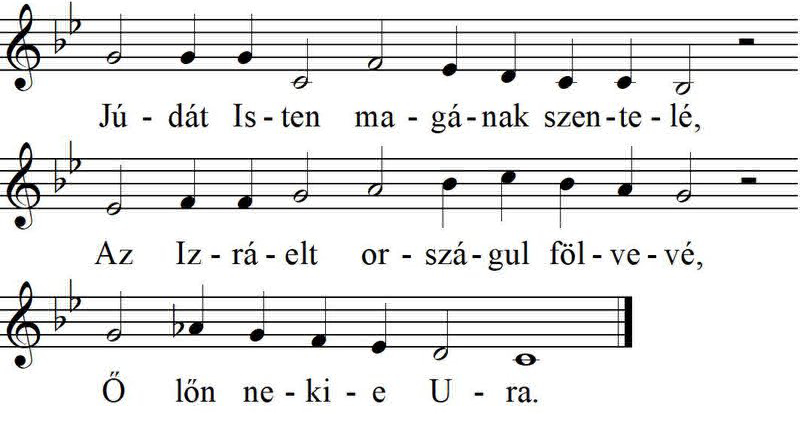 Jú - dát Is - ten ma - gá - nak szen - te - lé,
Az Iz - rá - elt or - szá - gul föl - ve - vé,
Ő lőn ne - ki - e U - ra.